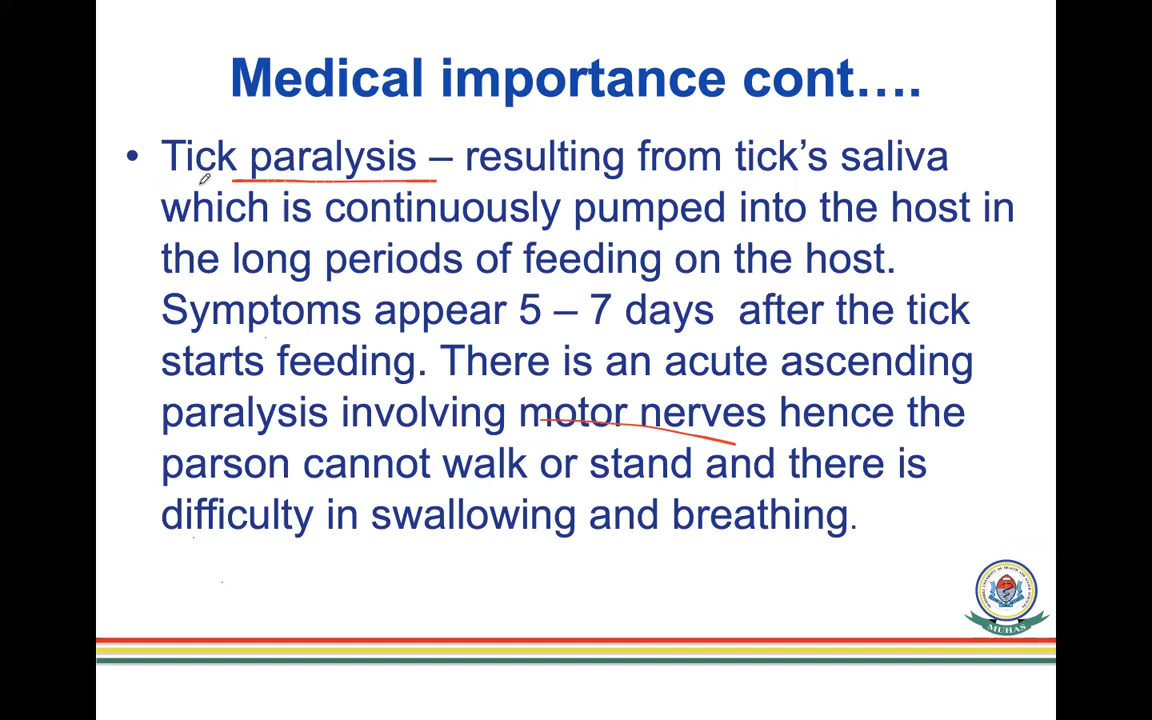 Medical importance cont….
• Tick paralysis – resulting from tick’s saliva
which is continuously pumped into the host in
the long periods of feeding on the host.
Symptoms appear 5 – 7 days  after the tick
starts feeding. There is an acute ascending
paralysis involving motor nerves hence the
parson cannot walk or stand and there is
difficulty in swallowing and breathing.
MUHAS